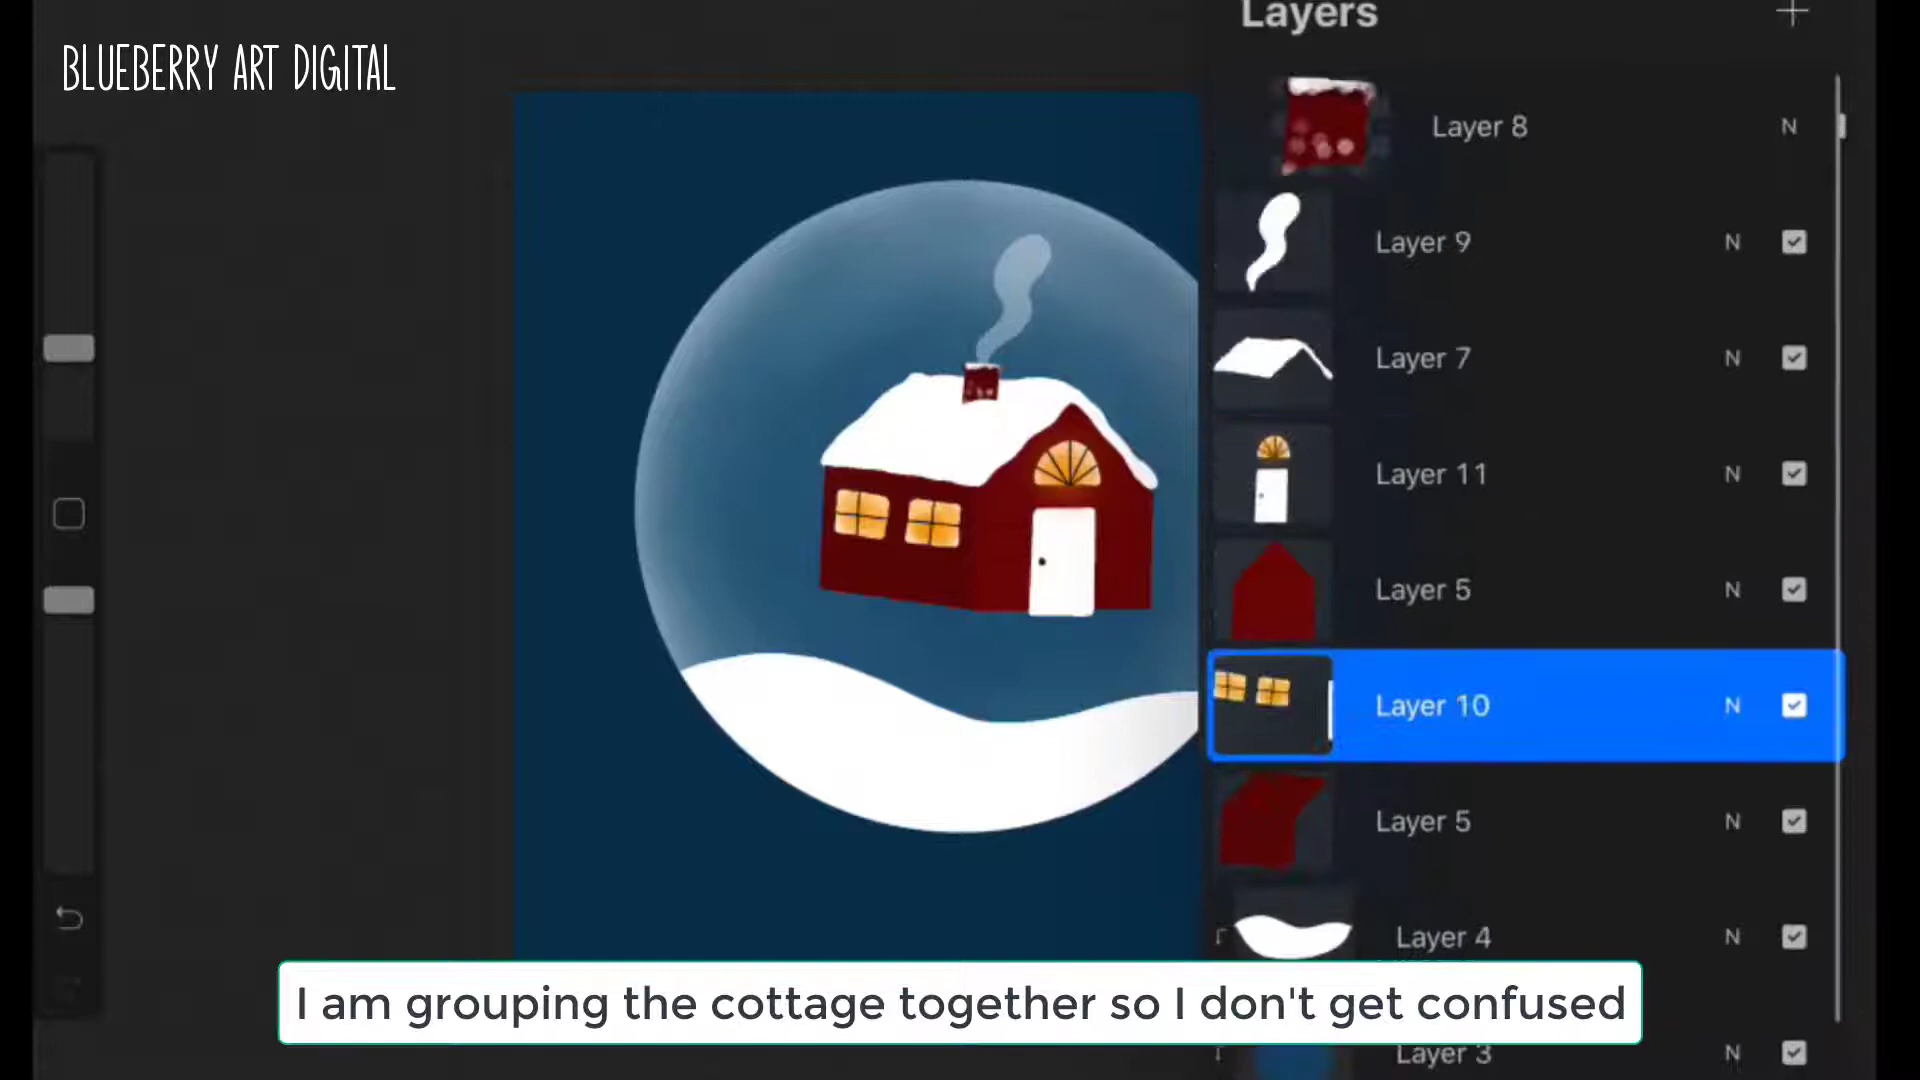 Layers
BLUEBERRY ART DIGITAL
Layer 8 N
Layer 9 N
Layer 7 N
Layer 11 N
Layer 5 N
Layer 10 N
Layer 5 N
Layer 4 N
I am grouping the cottage together so I don't get confused
Layer 3 N